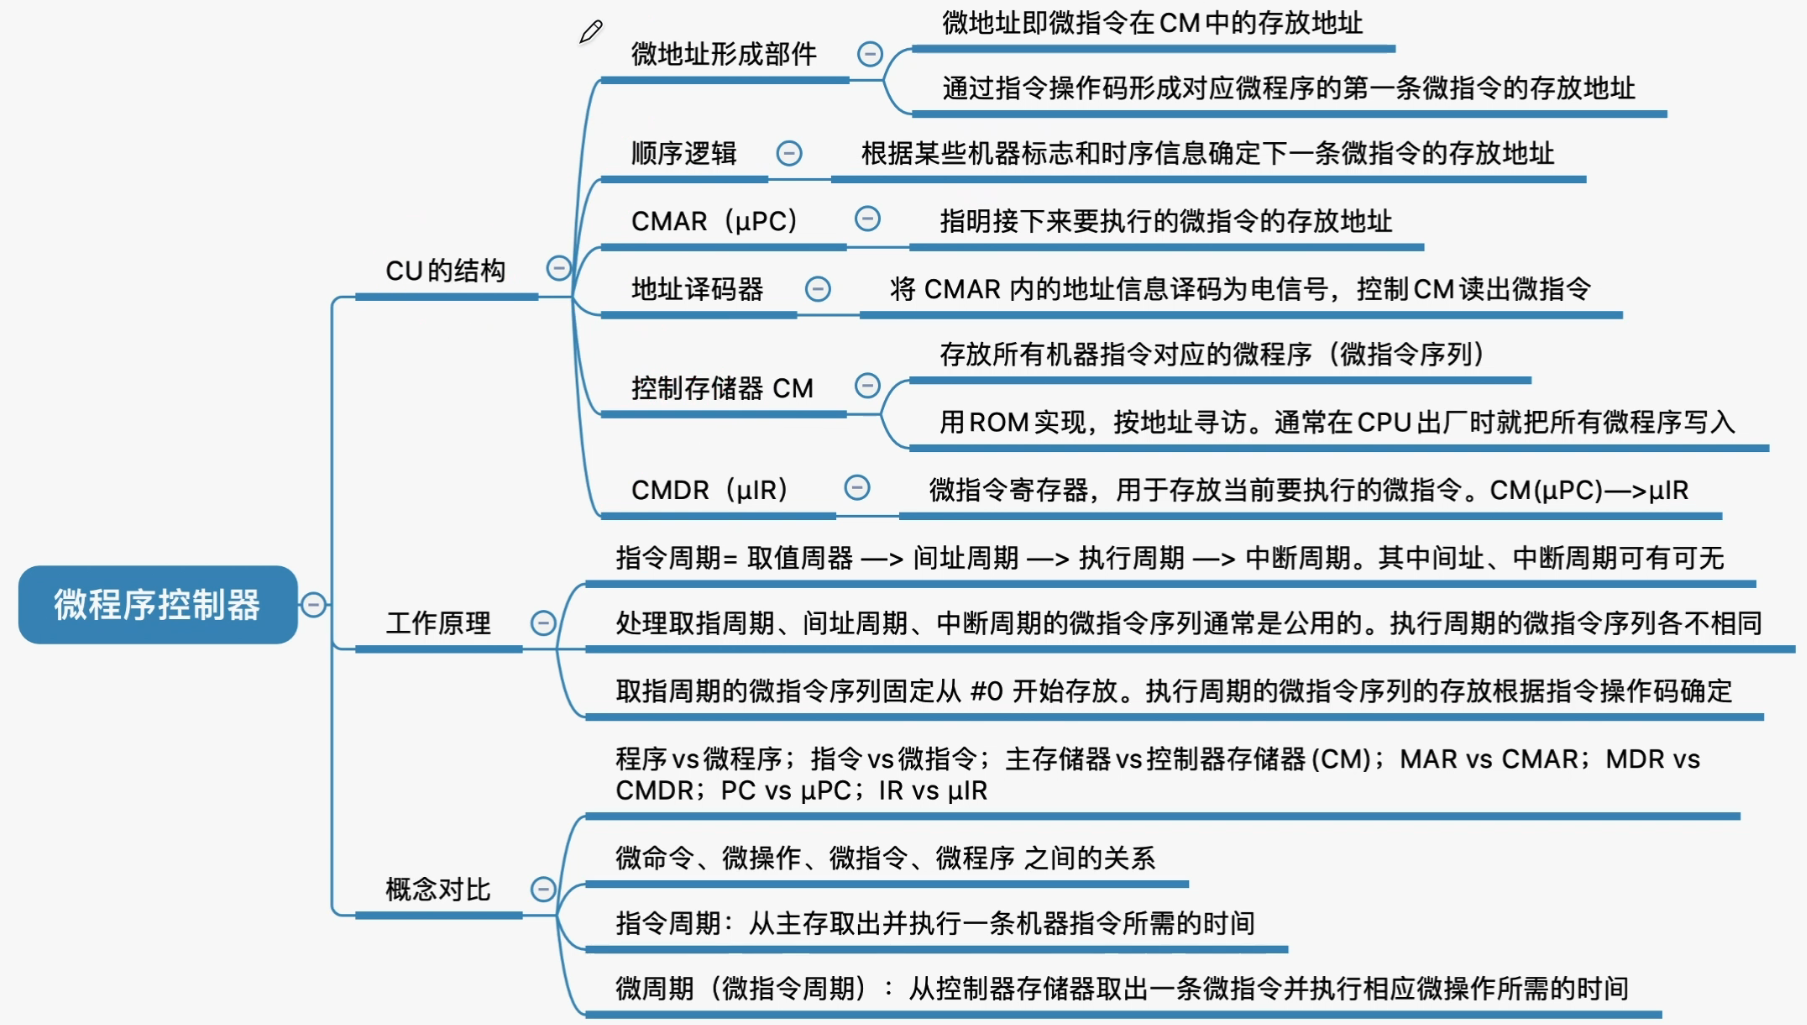 微地址即微指令在CM中的存放地址
微地址形成部件
通过指令操作码形成对应微程序的第一条微指令的存放地址
顺序逻辑
根据某些机器标志和时序信息确定下一条微指令的存放地址
CMAR（μPC）
指明接下来要执行的微指令的存放地址
CU的结构
地址译码器
将 CMAR 内的地址信息译码为电信号，控制CM读出微指令
存放所有机器指令对应的微程序（微指令序列）
控制存储器 CM
用ROM实现，按地址寻访。通常在CPU出厂时就把所有微程序写入
CMDR（μIR）
微指令寄存器，用于存放当前要执行的微指令。CM(μPC)—>μIR
微程序控制器
指令周期= 取值周器 —> 间址周期 —> 执行周期 —> 中断周期。其中间址、中断周期可有可无
工作原理
处理取指周期、间址周期、中断周期的微指令序列通常是公用的。执行周期的微指令序列各不相同
取指周期的微指令序列固定从 #0 开始存放。执行周期的微指令序列的存放根据指令操作码确定
程序vs微程序；指令vs微指令；主存储器vs控制器存储器(CM)；MAR vs CMAR；MDR vs
CMDR；PC vs μPC；IR vs μIR
微命令、微操作、微指令、微程序 之间的关系
概念对比
指令周期：从主存取出并执行一条机器指令所需的时间
微周期（微指令周期）：从控制器存储器取出一条微指令并执行相应微操作所需的时间